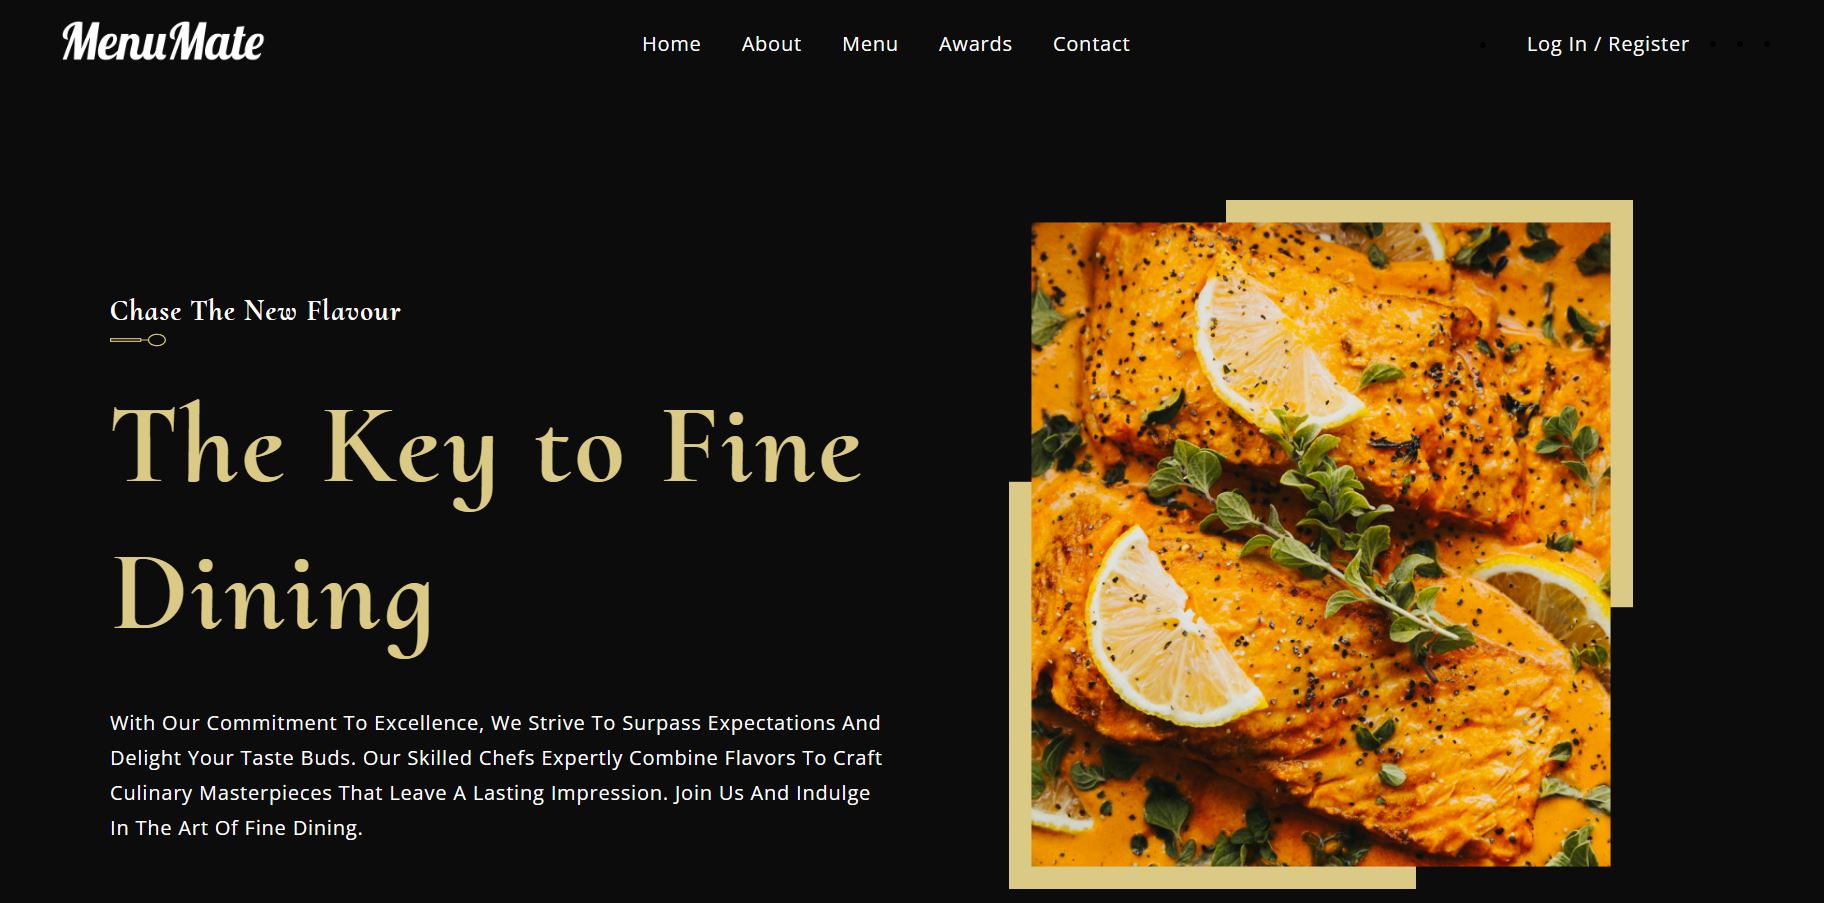 MenuMate
Home About Menu Awards Contact
Log In / Register
Chase The New Flavour
The Key to Fine
Dining
With Our Commitment To Excellence, We Strive To Surpass Expectations And
Delight Your Taste Buds. Our Skilled Chefs Expertly Combine Flavors To Craft
Culinary Masterpieces That Leave A Lasting Impression. Join Us And Indulge
In The Art Of Fine Dining.